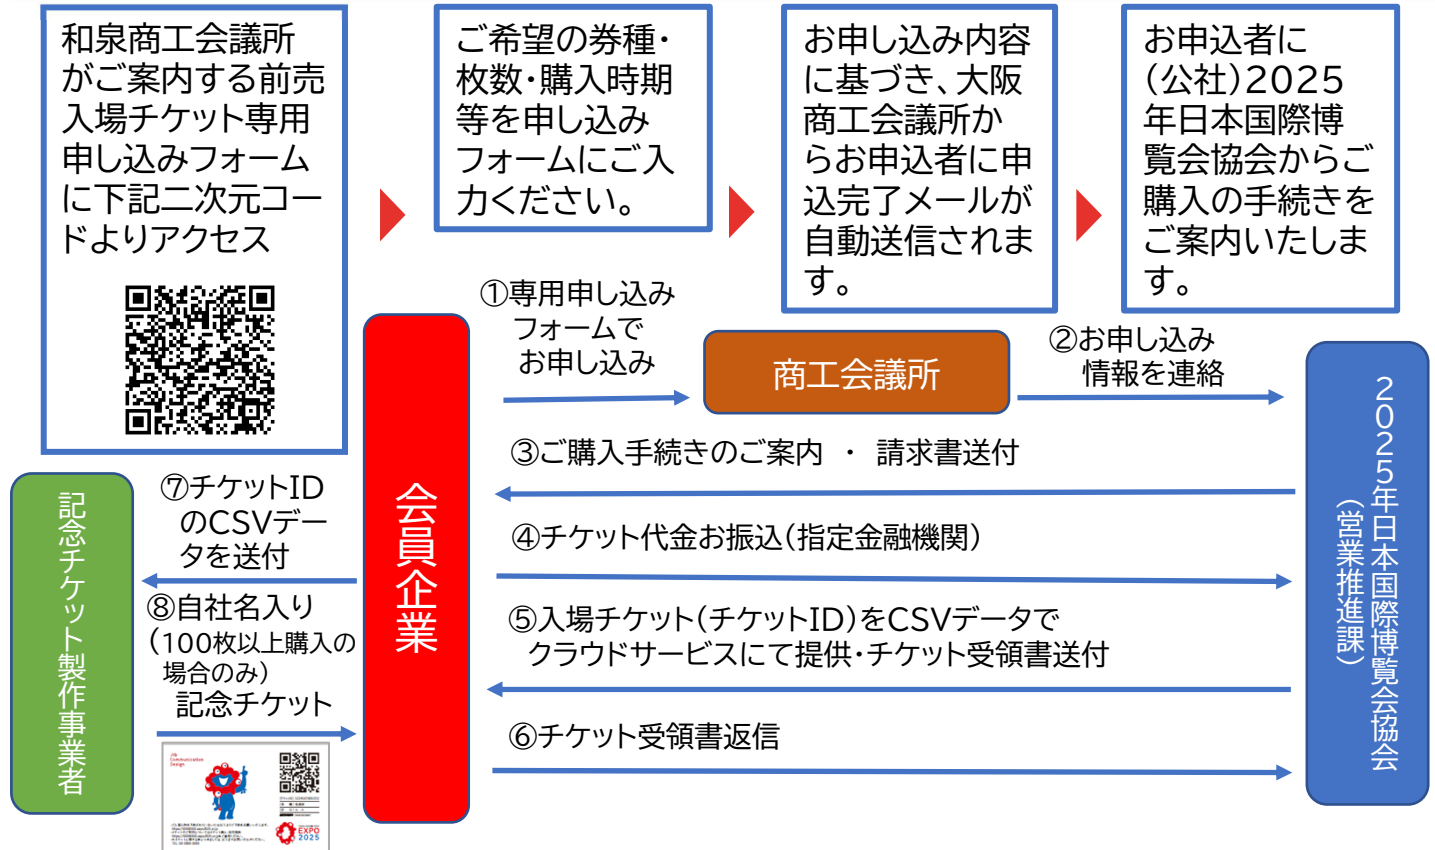 和泉商工会議所
がご案内する前売
入場チケット専用
申し込みフォーム
に下記二次元コー
ドよりアクセス
ご希望の券種・
枚数・購入時期
等を申し込み
フォームにご入
力ください。
お申し込み内容
に基づき、大阪
商工会議所か
らお申込者に申
込完了メールが
自動送信されま
す。
お申込者に
(公社)2025
年日本国際博
覧会協会からご
購入の手続きを
ご案内いたしま
す。
①専用申し込み
フォームで
お申し込み
商工会議所
②お申し込み
情報を連絡
会員企業
2025年日本国際博覧会協会
(営業推進課)
③ご購入手続きのご案内 ・ 請求書送付
④チケット代金お振込(指定金融機関)
⑤入場チケット(チケットID)をCSVデータで
クラウドサービスにて提供・チケット受領書送付
⑥チケット受領書返信
記念チケット製作事業者
⑦チケットID
のCSVデー
タを送付
⑧自社名入り
(100枚以上購入の
場合のみ)
記念チケット
Communication
Design
EXPO
2025